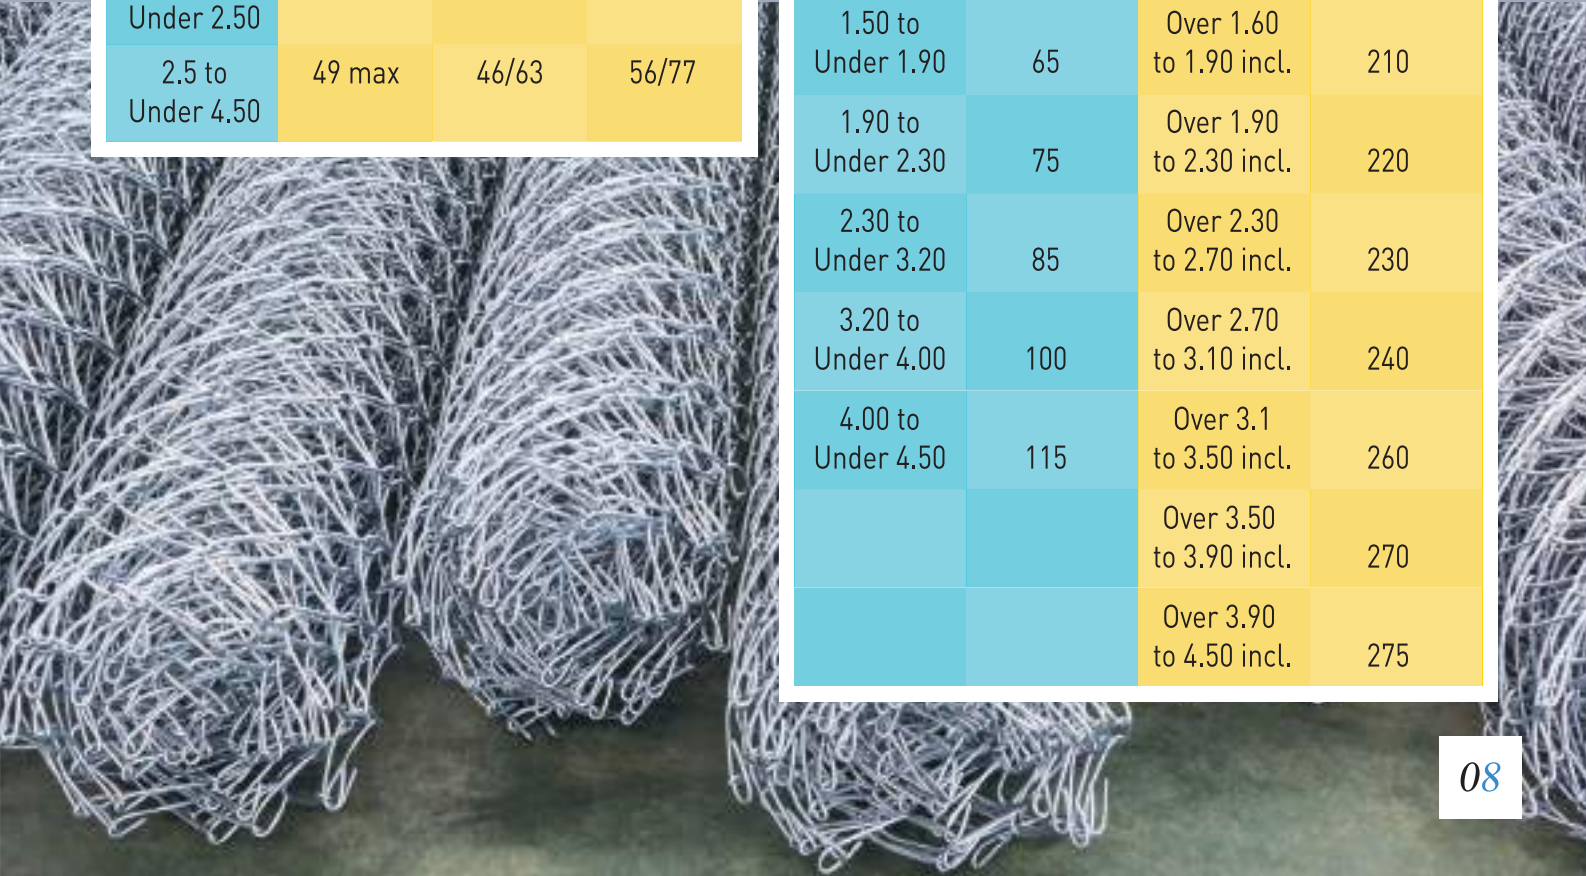 Under 2.50
2.5 to
Under 4.50
49 max
46/63
56/77
1.50 to
Under 1.90
65
Over 1.60
to 1.90 incl.
210
1.90 to
Under 2.30
75
Over 1.90
to 2.30 incl.
220
2.30 to
Under 3.20
85
Over 2.30
to 2.70 incl.
230
3.20 to
Under 4.00
100
Over 2.70
to 3.10 incl.
240
4.00 to
Under 4.50
115
Over 3.1
to 3.50 incl.
260
Over 3.50
to 3.90 incl.
270
Over 3.90
to 4.50 incl.
275
08